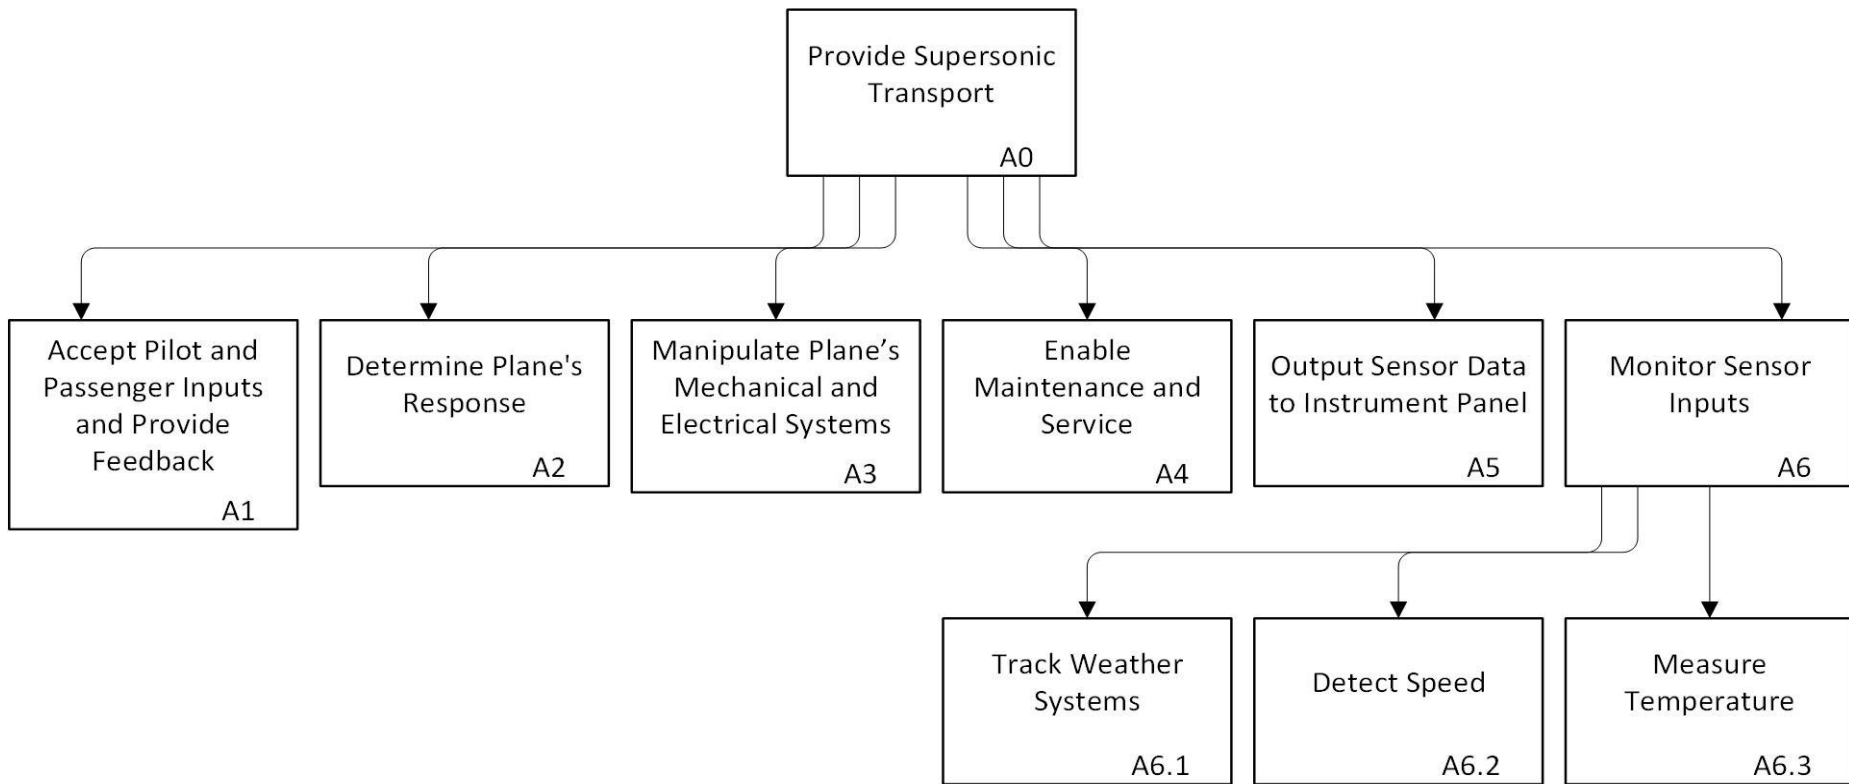 Provide Supersonic
Transport
A0
Accept Pilot and
Passenger Inputs
and Provide
Feedback
A1
Determine Plane's
Response
A2
Manipulate Plane’s
Mechanical and
Electrical Systems
A3
Enable
Maintenance and
Service
A4
Output Sensor Data
to Instrument Panel
A5
Monitor Sensor
Inputs
A6
Track Weather
Systems
A6.1
Detect Speed
A6.2
Measure
Temperature
A6.3